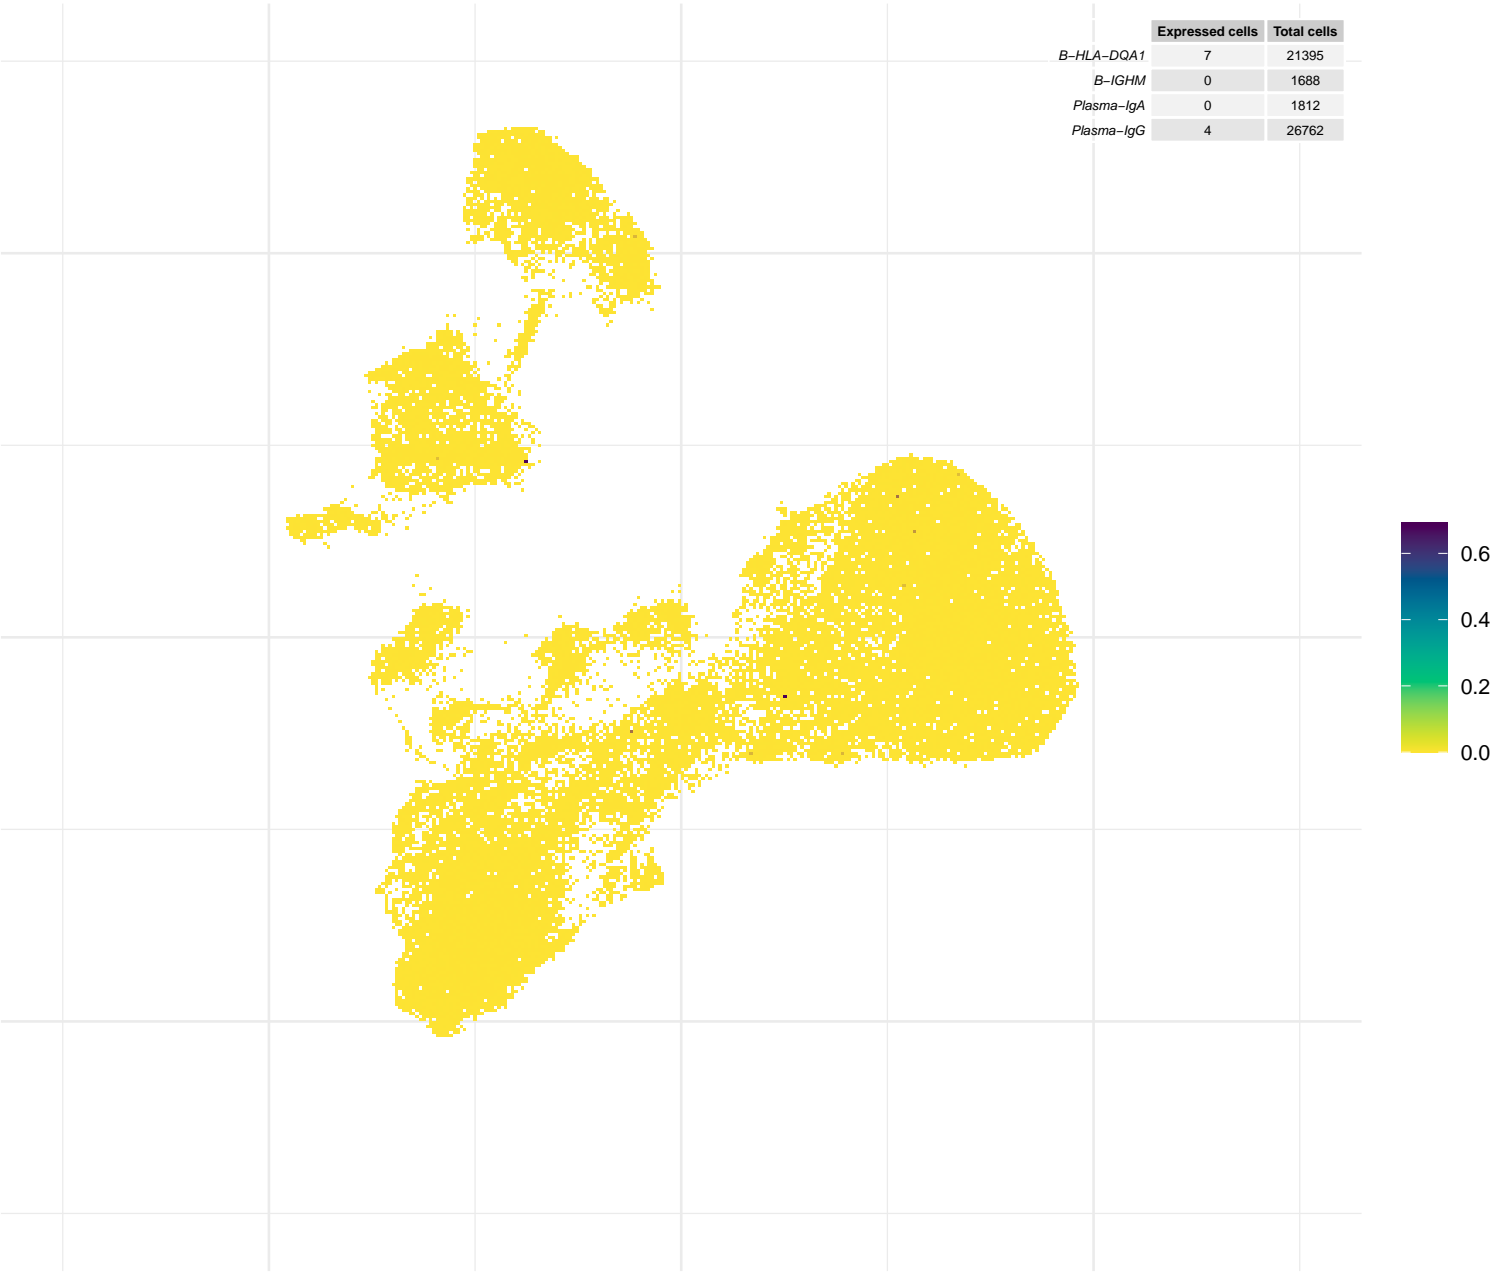 Expressed cells Total cells
B−HLA−DQA1 7 21395
B−IGHM 0 1688
Plasma−IgA 0 1812
Plasma−IgG 4 26762
0.6
0.4
0.2
0.0